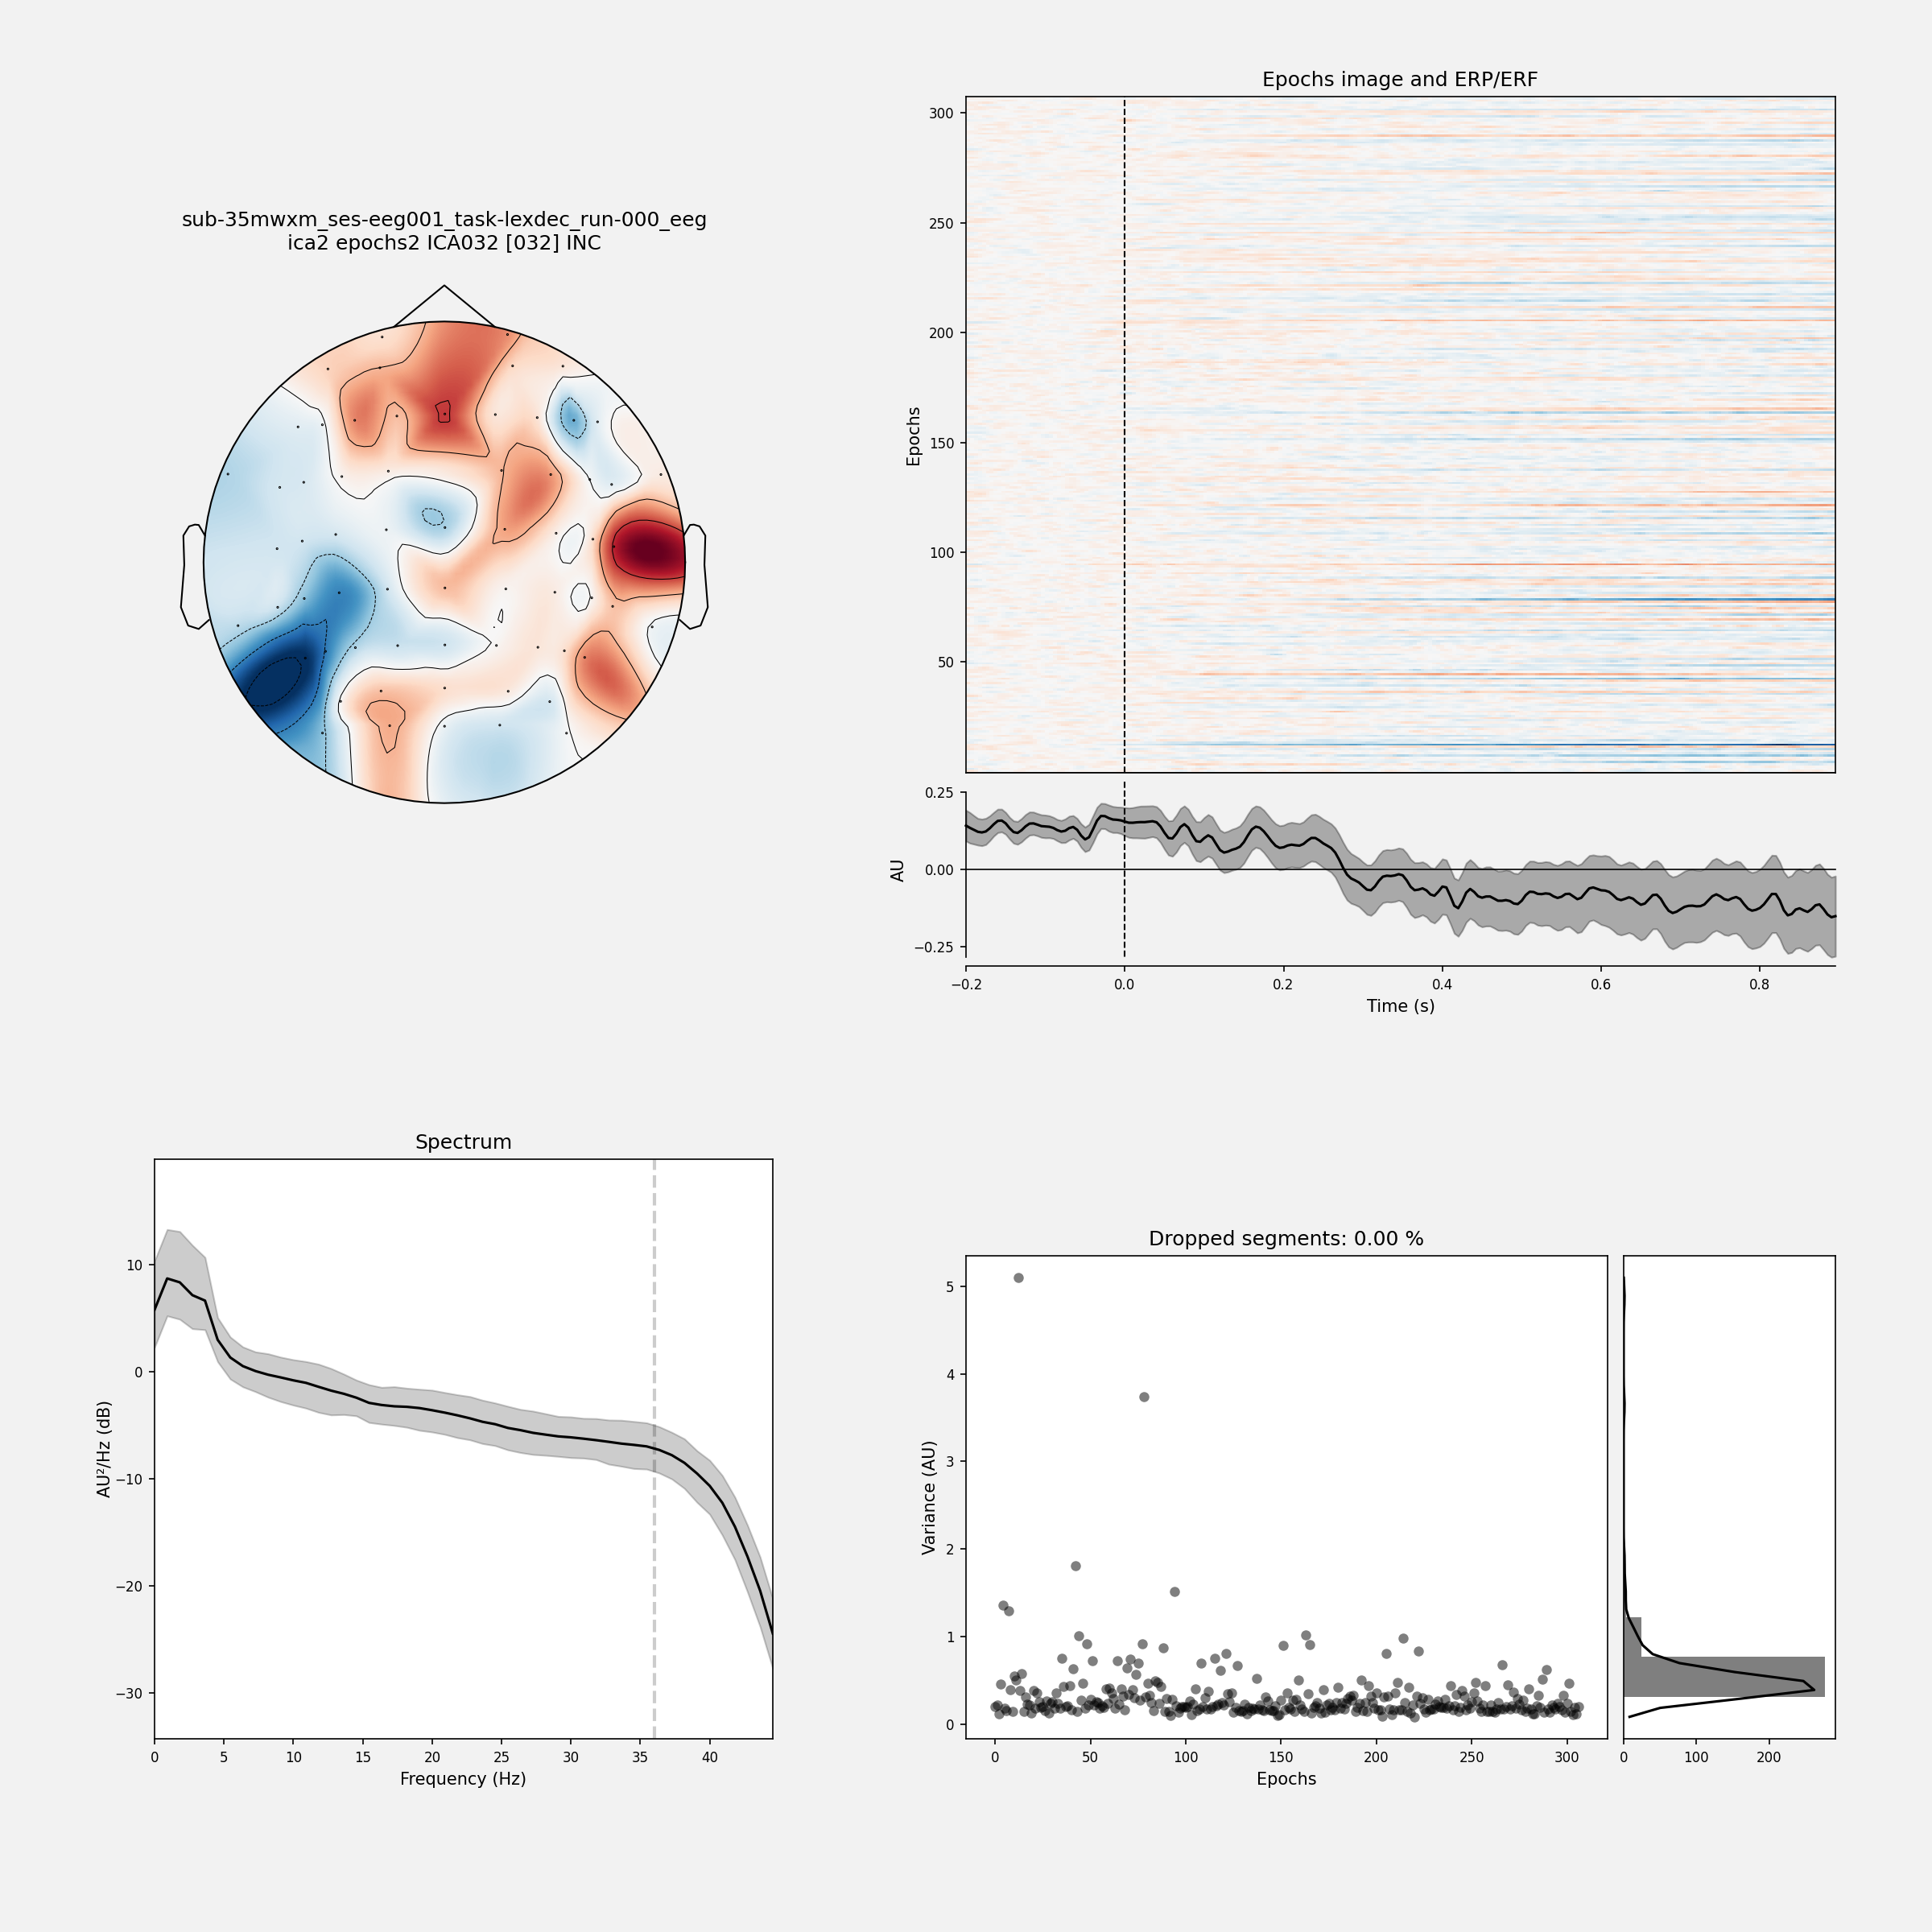 sub-35mwxm_ses-eeg001_task-lexdec_run-000_eeg
ica2 epochs2 ICA032 [032] INC
Epochs image and ERP/ERF
300
250
200
150
100
50
Epochs
0.25
0.00
−0.25
AU
−0.2 0.0 0.2 0.4 0.6 0.8
Time (s)
Spectrum
10
0
−10
−20
−30
AU²/Hz (dB)
0 5 10 15 20 25 30 35 40
Frequency (Hz)
Dropped segments: 0.00 %
5
4
3
2
1
0
Variance (AU)
0 50 100 150 200 250 300
Epochs
0 100 200